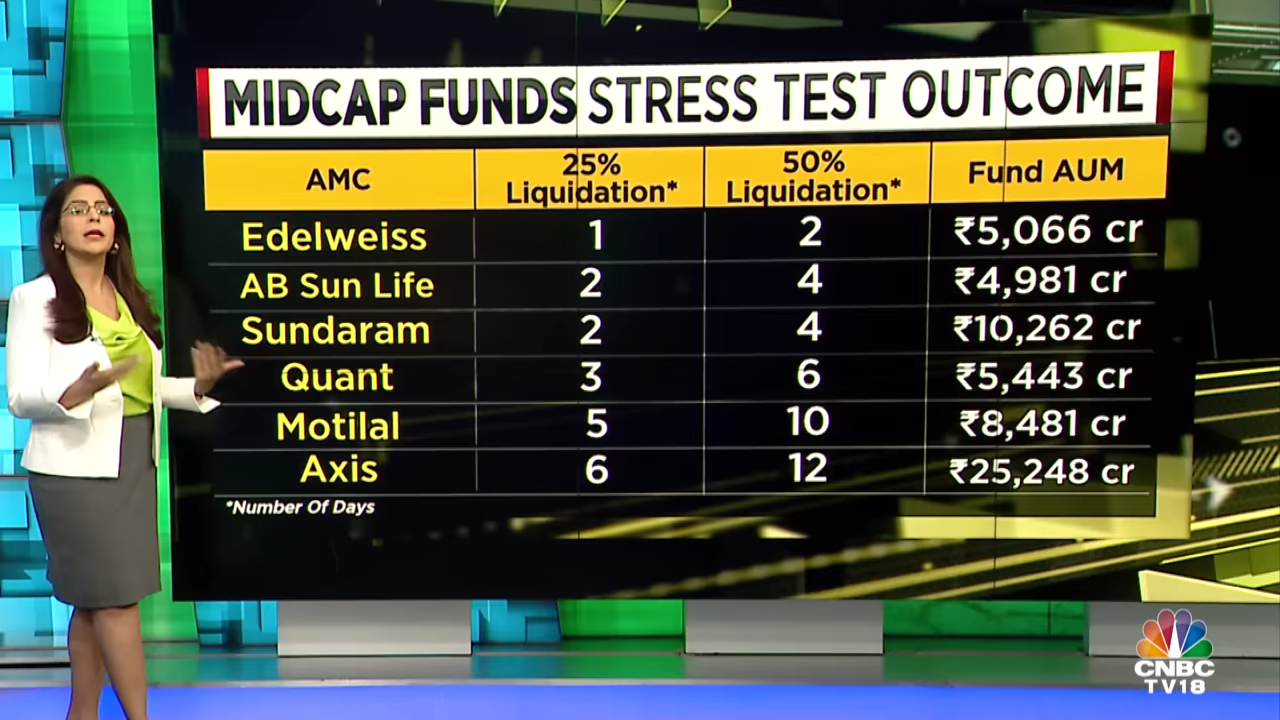 MIDCAP FUNDS STRESS TEST OUTCOME
AMC 25% Liquidation* 50% Liquidation* Fund AUM
Edelweiss 1 2 ₹5,066 cr
AB Sun Life 2 4 ₹4,981 cr
Sundaram 2 4 ₹10,262 cr
Quant 3 6 ₹5,443 cr
Motilal 5 10 ₹8,481 cr
Axis 6 12 ₹25,248 cr
*Number Of Days
CNBC
TV18